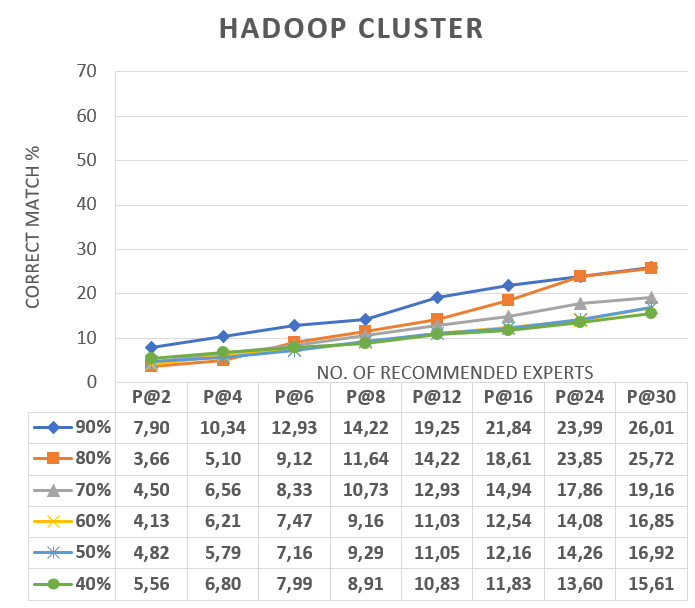 HADOOP CLUSTER
CORRECT MATCH %
70
60
50
40
30
20
10
0
NO. OF RECOMMENDED EXPERTS
P@2 P@4 P@6 P@8 P@12 P@16 P@24 P@30
90% 7,90 10,34 12,93 14,22 19,25 21,84 23,99 26,01
80% 3,66 5,10 9,12 11,64 14,22 18,61 23,85 25,72
70% 4,50 6,56 8,33 10,73 12,93 14,94 17,86 19,16
60% 4,13 6,21 7,47 9,16 11,03 12,54 14,08 16,85
50% 4,82 5,79 7,16 9,29 11,05 12,16 14,26 16,92
40% 5,56 6,80 7,99 8,91 10,83 11,83 13,60 15,61